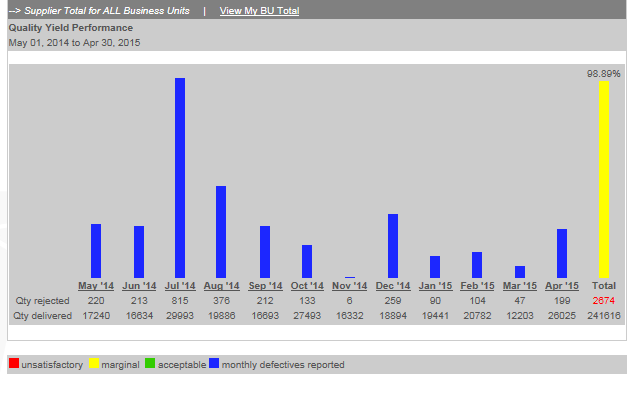 --> Supplier Total for ALL Business Units | View My BU Total
Quality Yield Performance
May 01, 2014 to Apr 30, 2015
98.89%
May '14 Jun '14 Jul '14 Aug '14 Sep '14 Oct '14 Nov '14 Dec '14 Jan '15 Feb '15 Mar '15 Apr '15 Total
Qty rejected 220 213 815 376 212 133 6 259 90 104 47 199 2674
Qty delivered 17240 16634 29993 19886 16693 27493 16332 18894 19441 20782 12203 26025 241616
unsatisfactory marginal acceptable monthly defectives reported